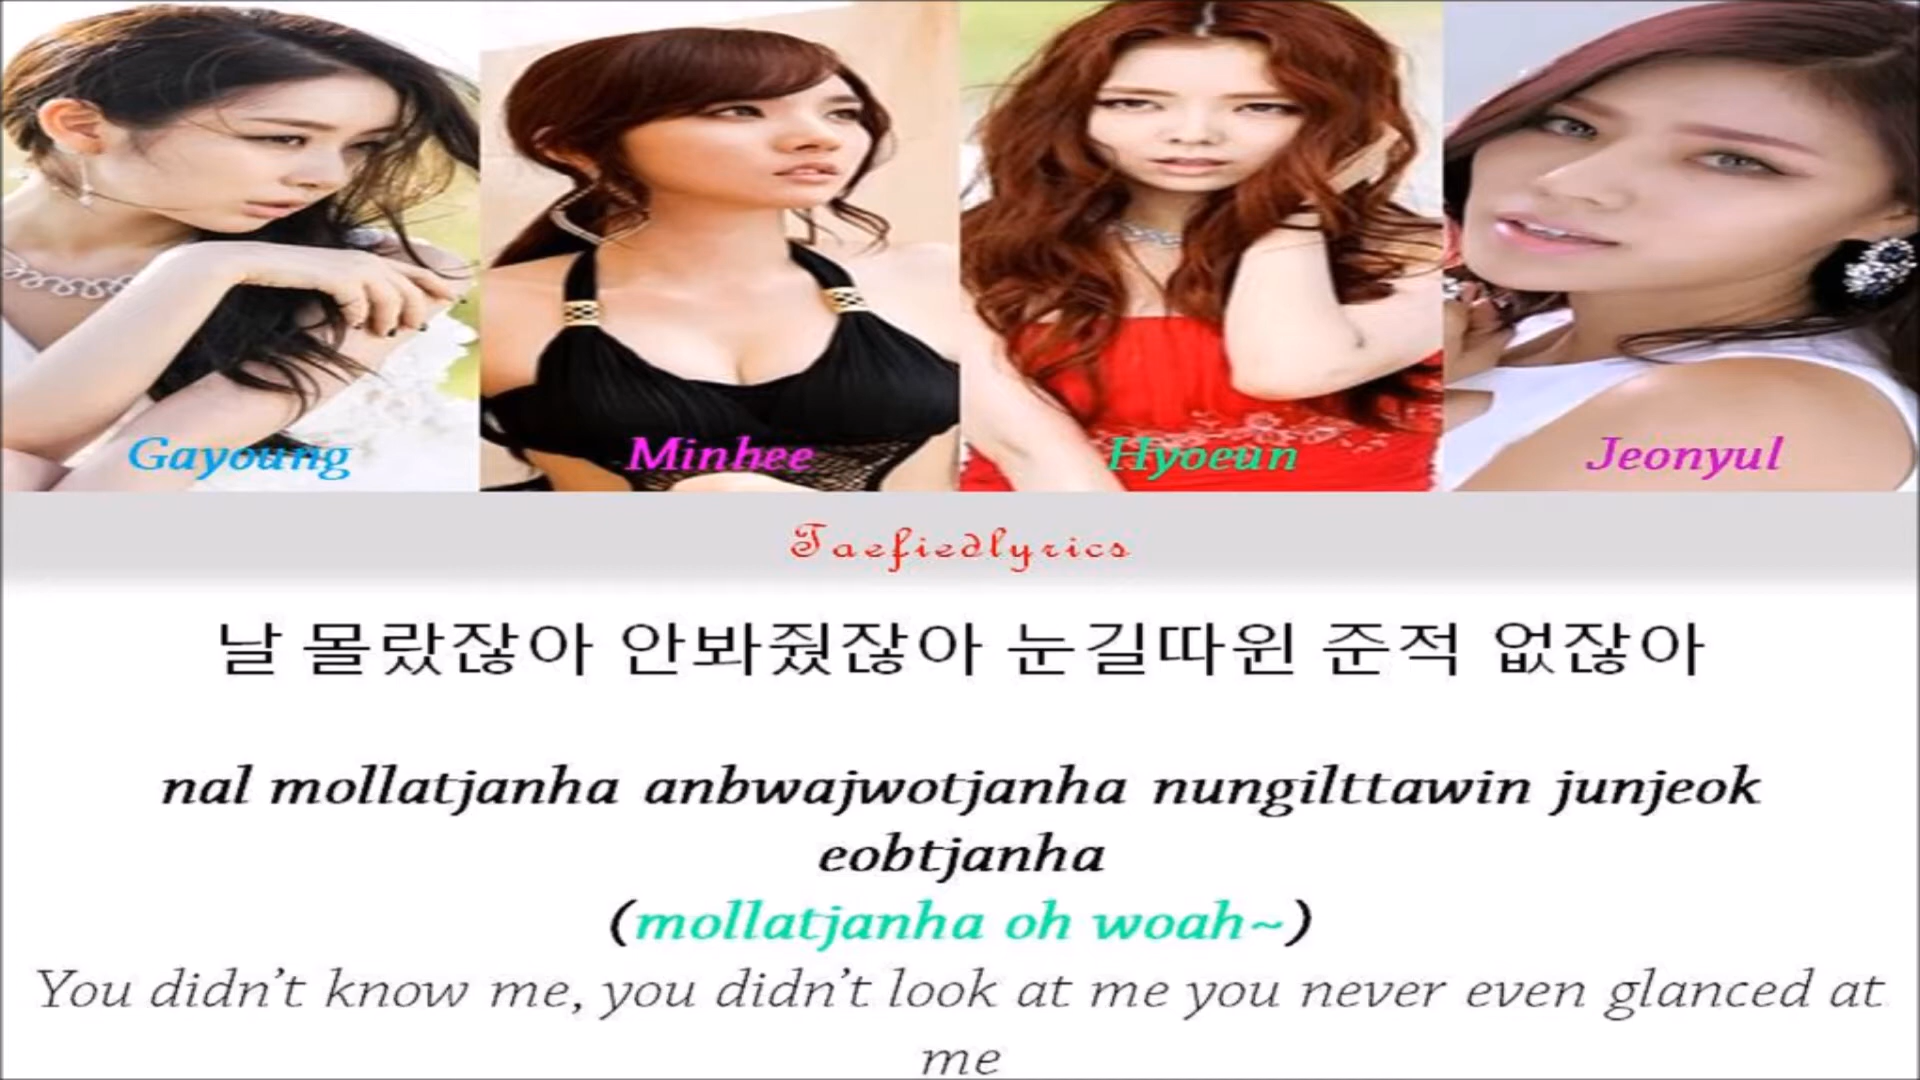 Gayoung
Minhee
Hyoeun
Jeonyul
Taefiedlyrics
날 몰랐잖아 안봐줬잖아 눈길따윈 준적 없잖아
nal mollatjanha anbwajwotjanha nungilttawin junjeok
eobtjanha
(mollatjanha oh woah~)
You didn't know me, you didn't look at me you never even glanced at
me